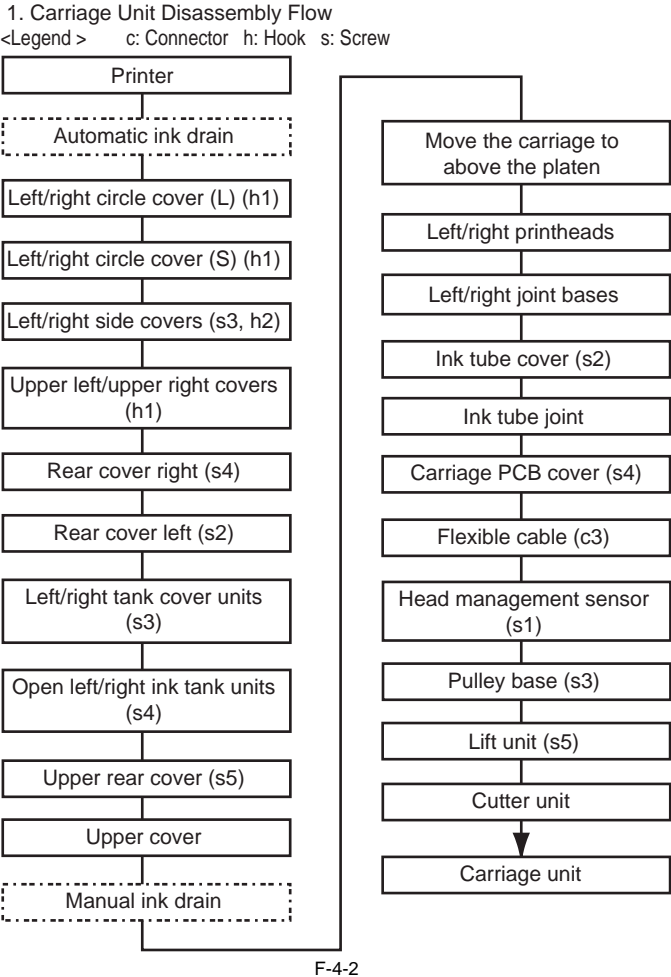 1. Carriage Unit Disassembly Flow
<Legend > c: Connector h: Hook s: Screw
Printer
Automatic ink drain
Left/right circle cover (L) (h1)
Left/right circle cover (S) (h1)
Left/right side covers (s3, h2)
Upper left/upper right covers
(h1)
Rear cover right (s4)
Rear cover left (s2)
Left/right tank cover units
(s3)
Open left/right ink tank units
(s4)
Upper rear cover (s5)
Upper cover
Manual ink drain
Move the carriage to
above the platen
Left/right printheads
Left/right joint bases
Ink tube cover (s2)
Ink tube joint
Carriage PCB cover (s4)
Flexible cable (c3)
Head management sensor
(s1)
Pulley base (s3)
Lift unit (s5)
Cutter unit
Carriage unit
F-4-2